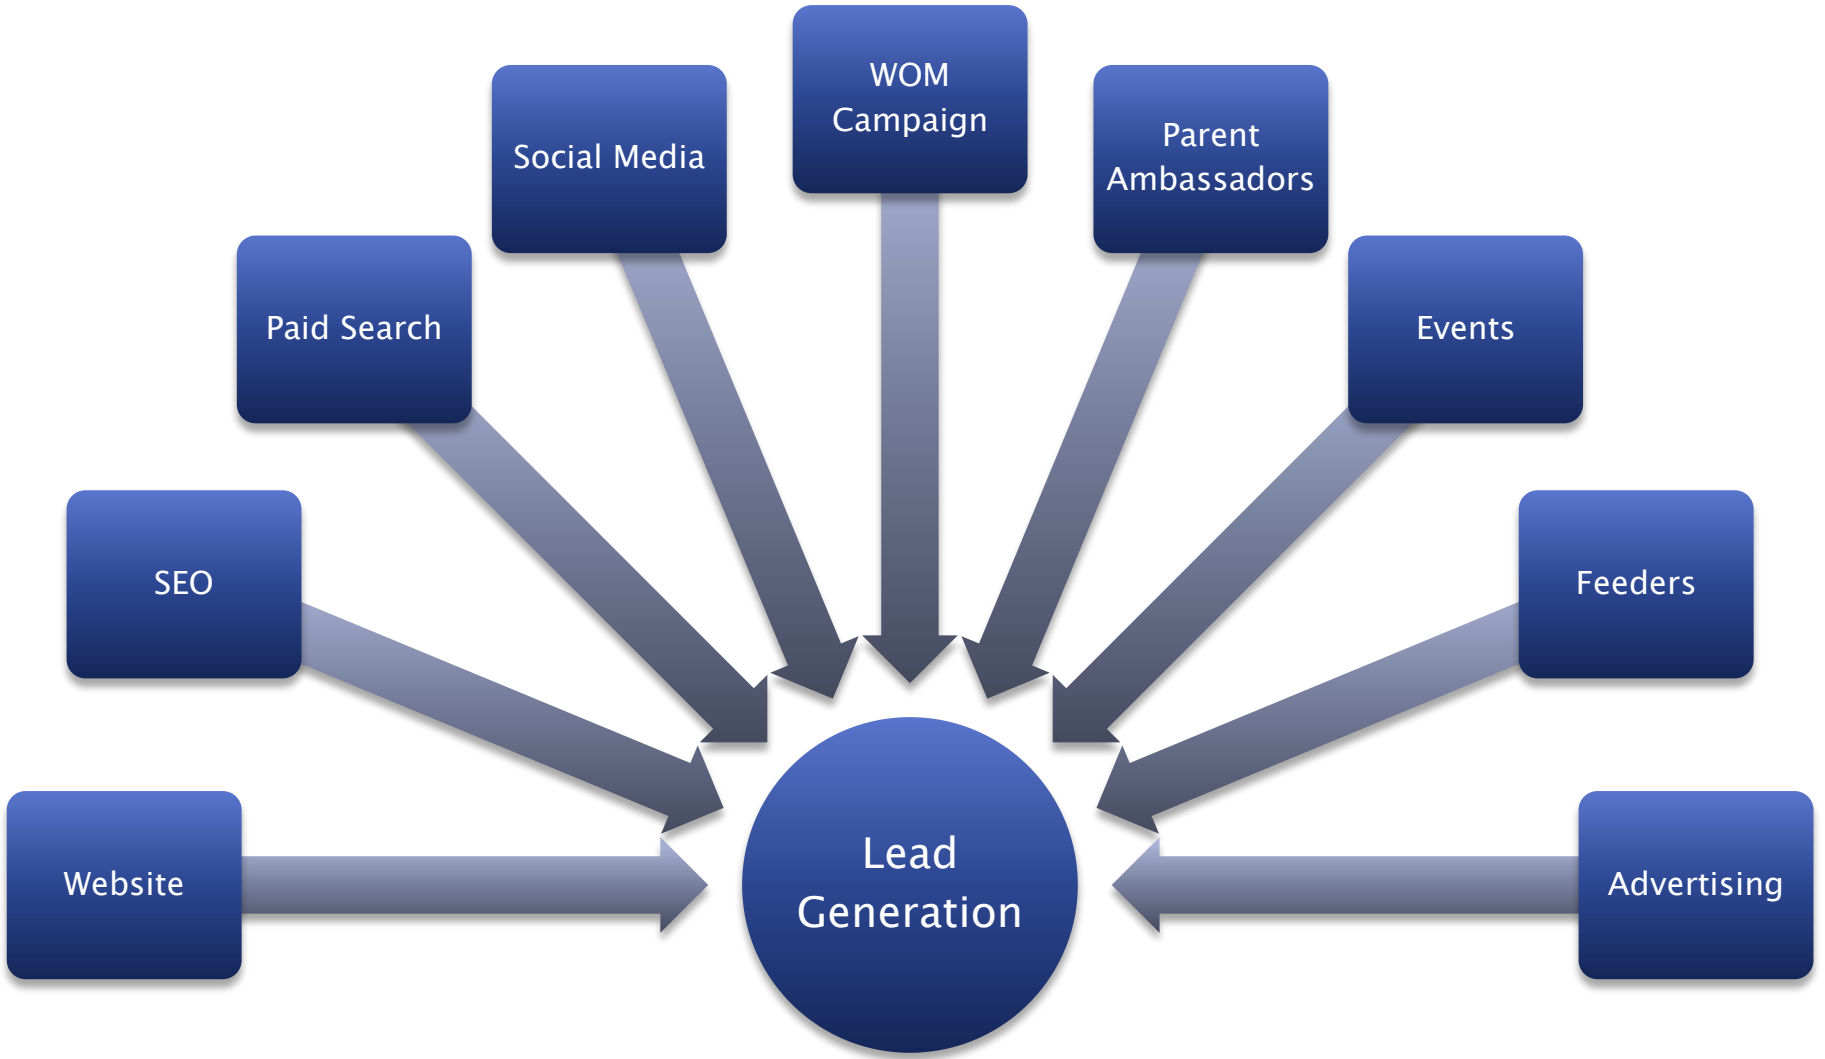 WOM
Campaign
Social Media
Parent
Ambassadors
Paid Search
Events
SEO
Feeders
Website
Lead
Generation
Advertising